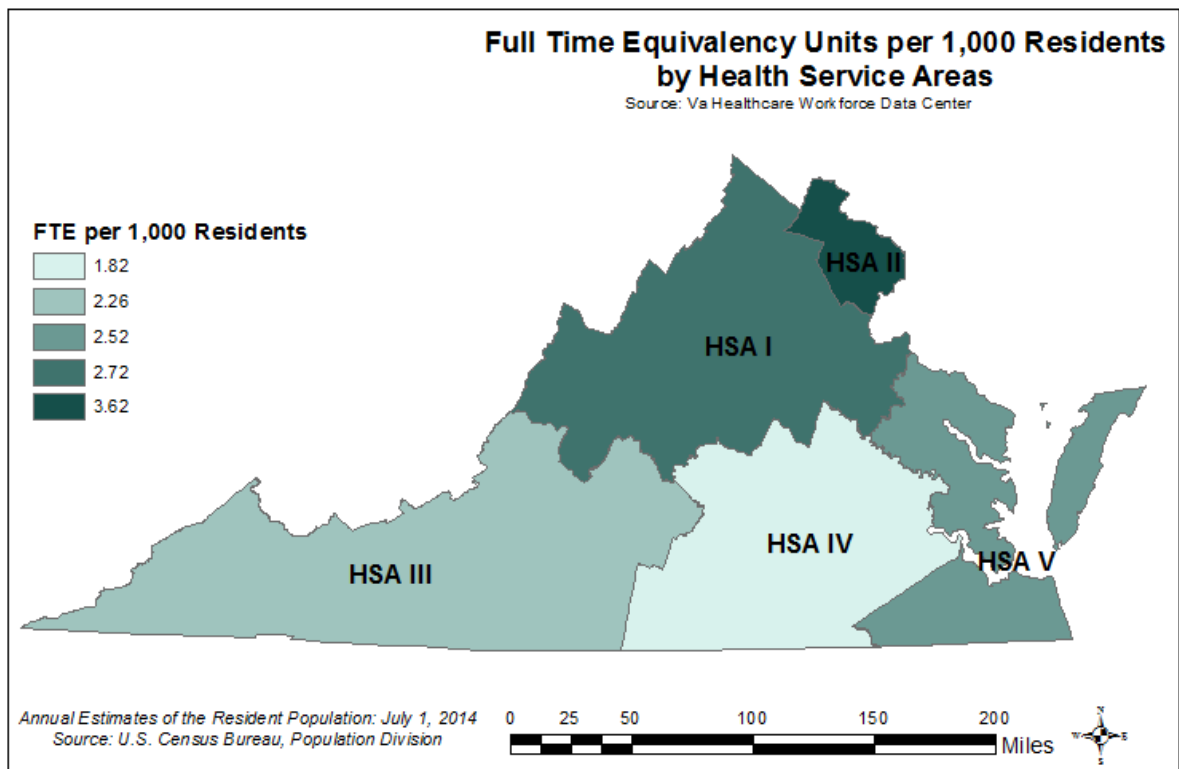 Full Time Equivalency Units per 1,000 Residents
by Health Service Areas
Source: Va Healthcare Workforce Data Center
FTE per 1,000 Residents
1.82
2.26
2.52
2.72
3.62
HSA II
HSA I
HSA IV
HSA V
HSA III
Annual Estimates of the Resident Population: July 1, 2014
Source: U.S. Census Bureau, Population Division
0 25 50 100 150 200
Miles
N
W E
S